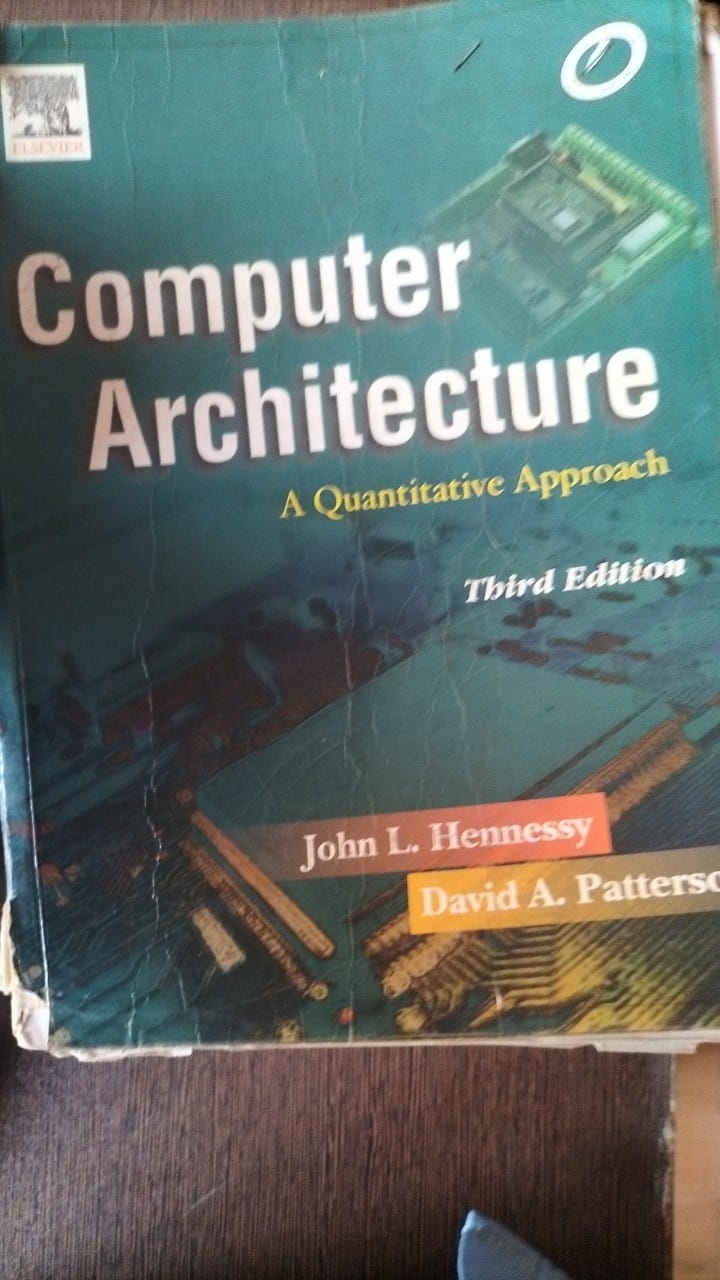 ELSEVIER
Computer
Architecture
A Quantitative Approach
Third Edition
John L. Hennessy
David A. Patterso